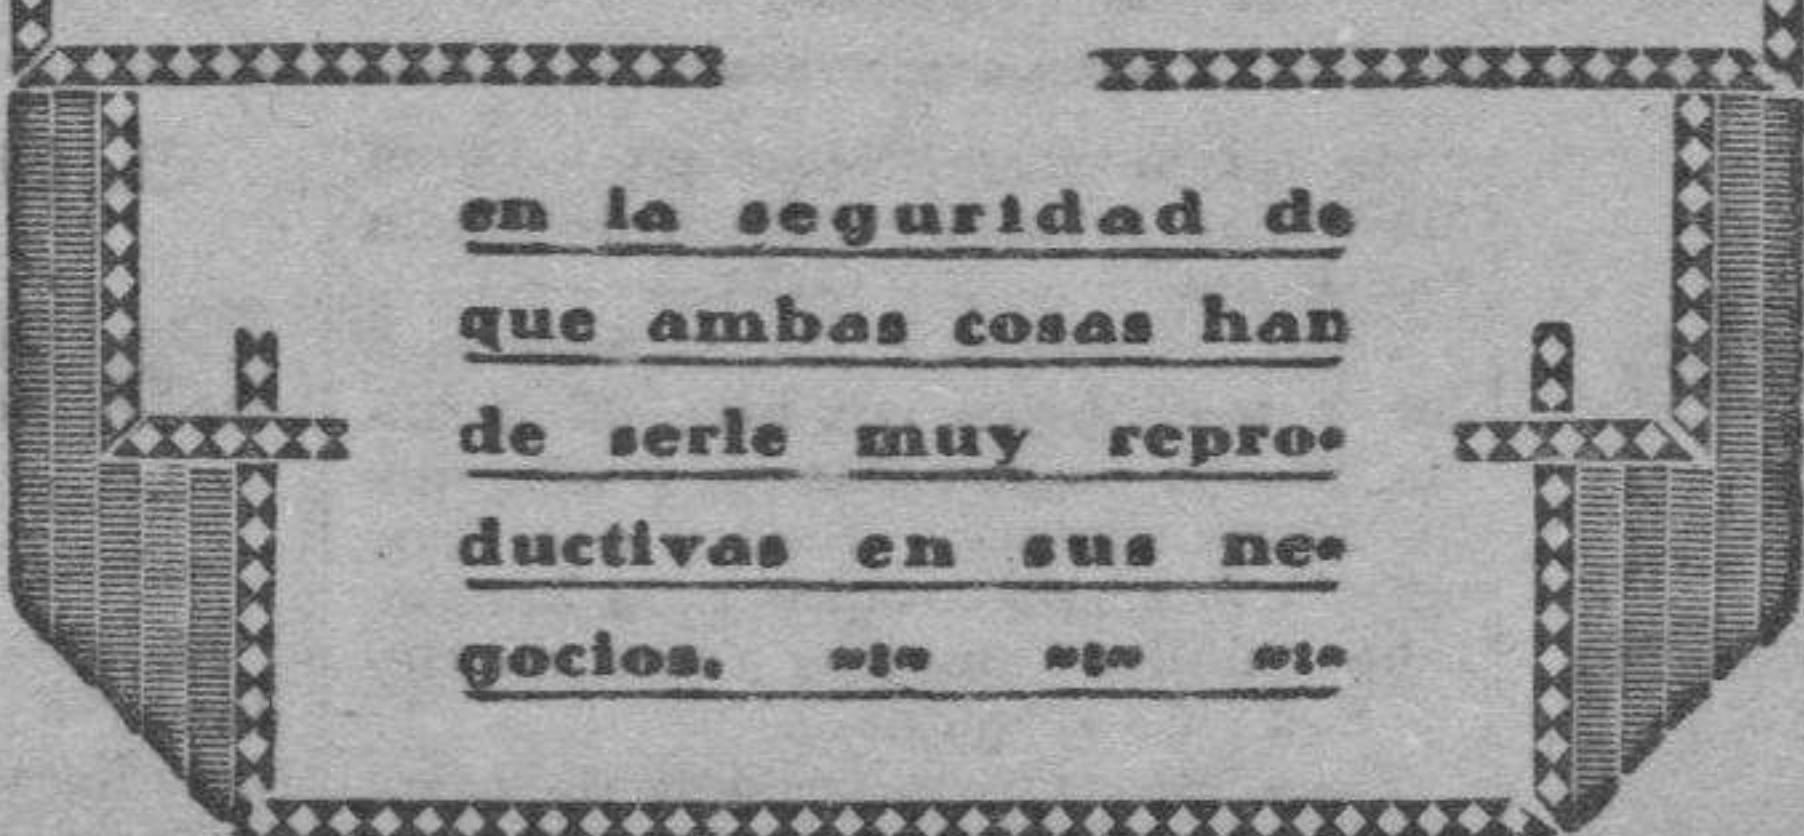 en la seguridad de
que ambas cosas han
de serle muy repro-
ductivas en sus ne-
gocios.